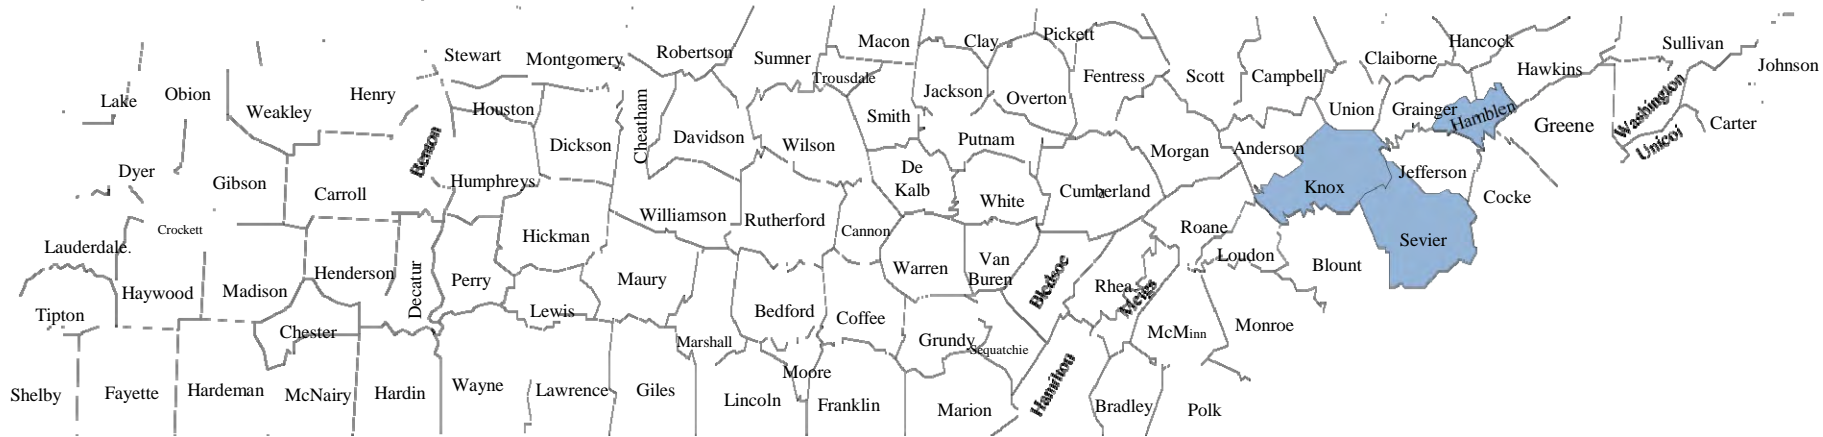 Lake
Obion
Weakley
Henry
Stewart
Montgomery
Robertson
Sumner
Macon
Trousdale
Clay
Pickett
Fentress
Scott
Campbell
Claiborne
Hancock
Hawkins
Sullivan
Johnson
Houston
Dickson
Cheatham
Davidson
Wilson
Smith
Jackson
Overton
Putnam
Morgan
Anderson
Union
Grainger
Hamblen
Greene
Washington
Unicoi
Carter
Dyer
Gibson
Carroll
Benton
Humphreys
Williamson
Rutherford
Cannon
De
Kalb
White
Cumberland
Roane
Knox
Jefferson
Cocke
Sevier
Lauderdale.
Crockett
Haywood
Madison
Henderson
Decatur
Perry
Hickman
Maury
Lewis
Bedford
Coffee
Warren
Van
Buren
Bledsoe
Rhea
Meigs
Loudon
Blount
Tipton
Chester
Marshall
Moore
Grundy
Sequatchie
Hamilton
McMinn
Monroe
Shelby
Fayette
Hardeman
McNairy
Hardin
Wayne
Lawrence
Giles
Lincoln
Franklin
Marion
Bradley
Polk